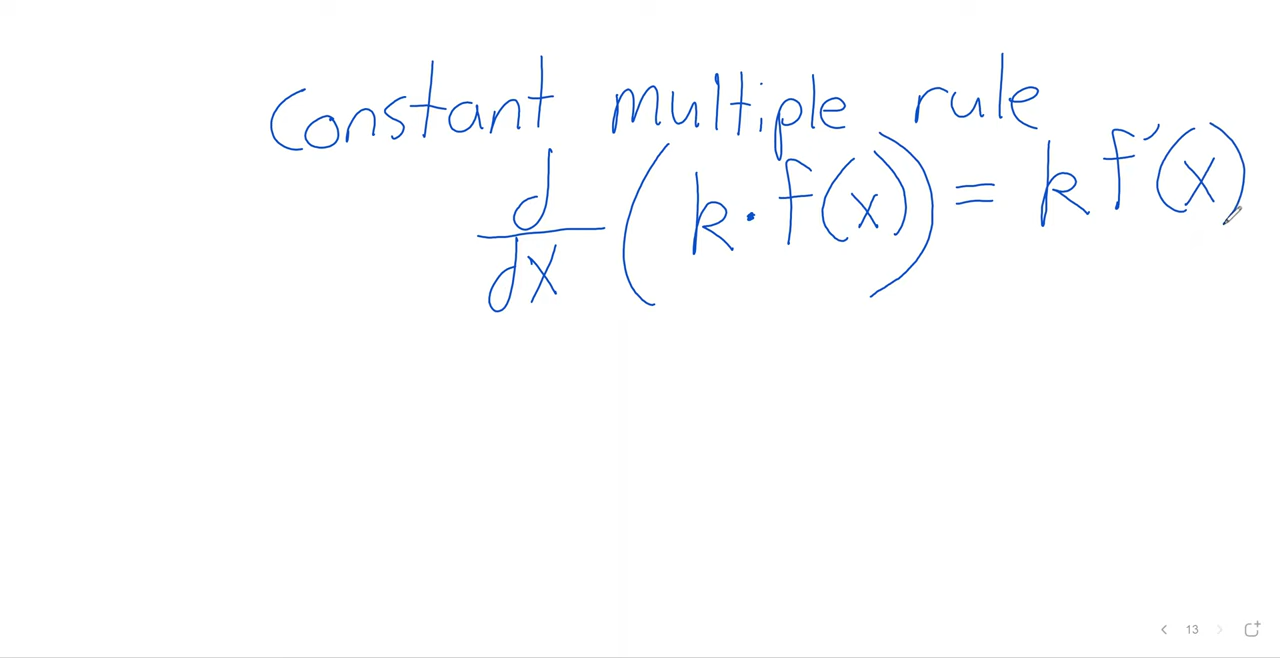 Constant multiple rule
d/dx (k · f(x)) = k f'(x)
< 13 >